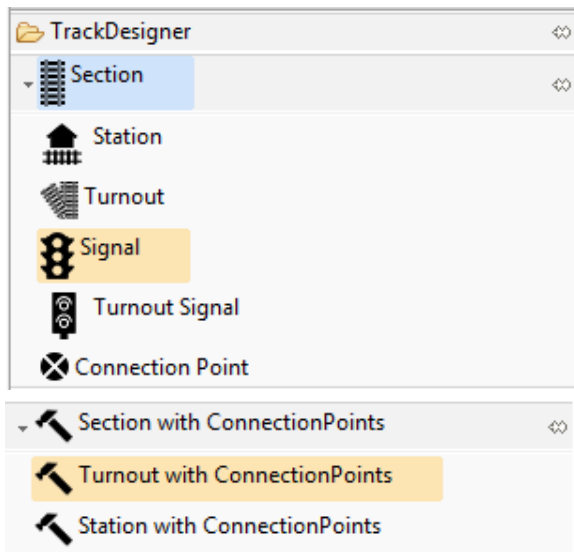 TrackDesigner
Section
Station
Turnout
Signal
Turnout Signal
Connection Point
Section with ConnectionPoints
Turnout with ConnectionPoints
Station with ConnectionPoints